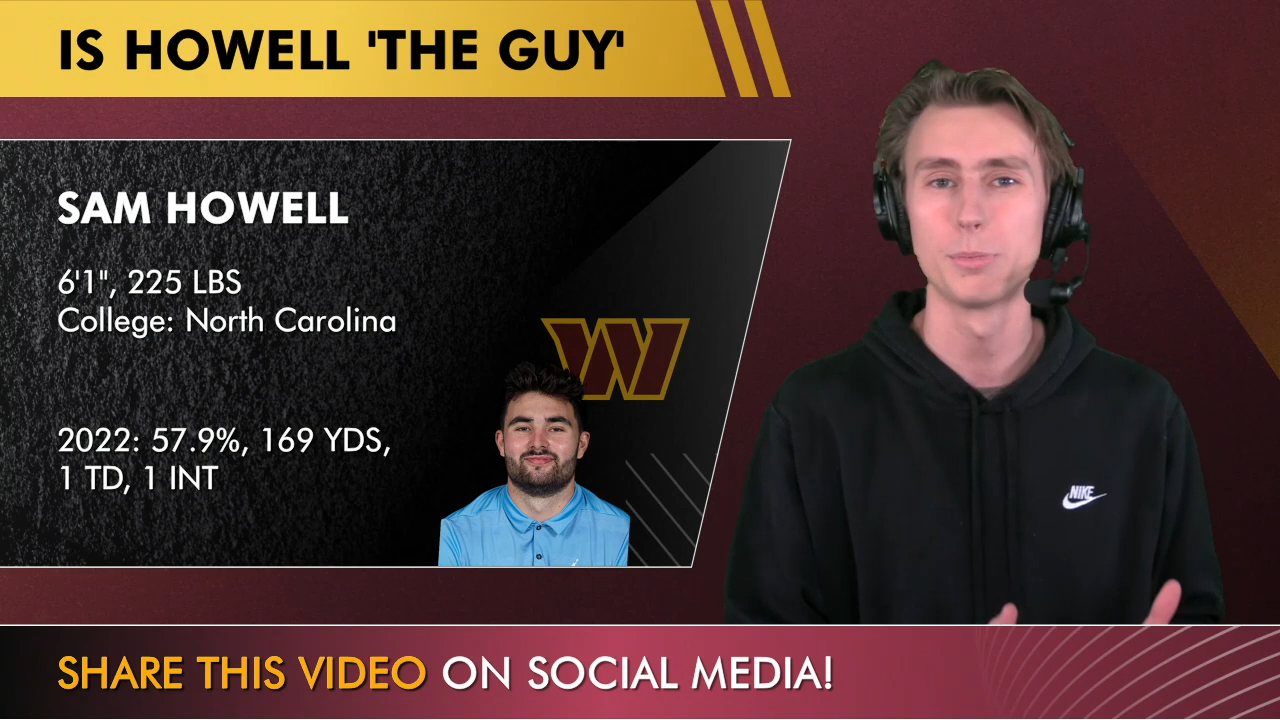 IS HOWELL 'THE GUY'
SAM HOWELL
6'1", 225 LBS
College: North Carolina
2022: 57.9%, 169 YDS,
1 TD, 1 INT
W
NIKE
SHARE THIS VIDEO ON SOCIAL MEDIA!